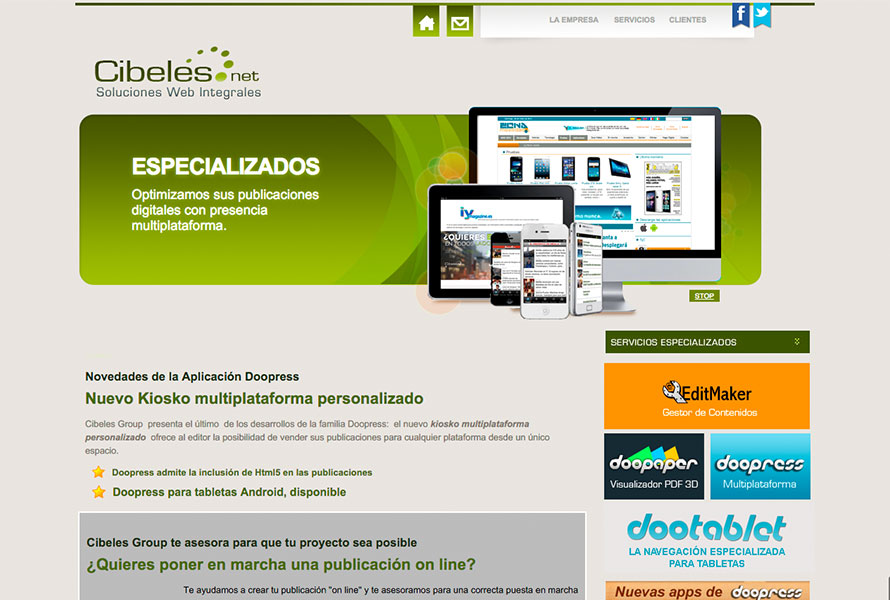 LA EMPRESA SERVICIOS CLIENTES
Cibeles.net
Soluciones Web Integrales
ESPECIALIZADOS
Optimizamos sus publicaciones
digitales con presencia
multiplataforma.
STOP
SERVICIOS ESPECIALIZADOS
EditMaker
Gestor de Contenidos
Novedades de la Aplicación Doopress
Nuevo Kiosko multiplataforma personalizado
Cibeles Group presenta el último de los desarrollos de la familia Doopress: el nuevo kiosko multiplataforma
personalizado ofrece al editor la posibilidad de vender sus publicaciones para cualquier plataforma desde un único
espacio.
Doopress admite la inclusión de Html5 en las publicaciones
Doopress para tabletas Android, disponible
doopaper
Visualizador PDF 3D
doopress
Multiplataforma
dootablet
LA NAVEGACIÓN ESPECIALIZADA
PARA TABLETAS
Nuevas apps de doopress
Cibeles Group te asesora para que tu proyecto sea posible
¿Quieres poner en marcha una publicación on line?
Te ayudamos a crear tu publicación "on line" y te asesoramos para una correcta puesta en marcha